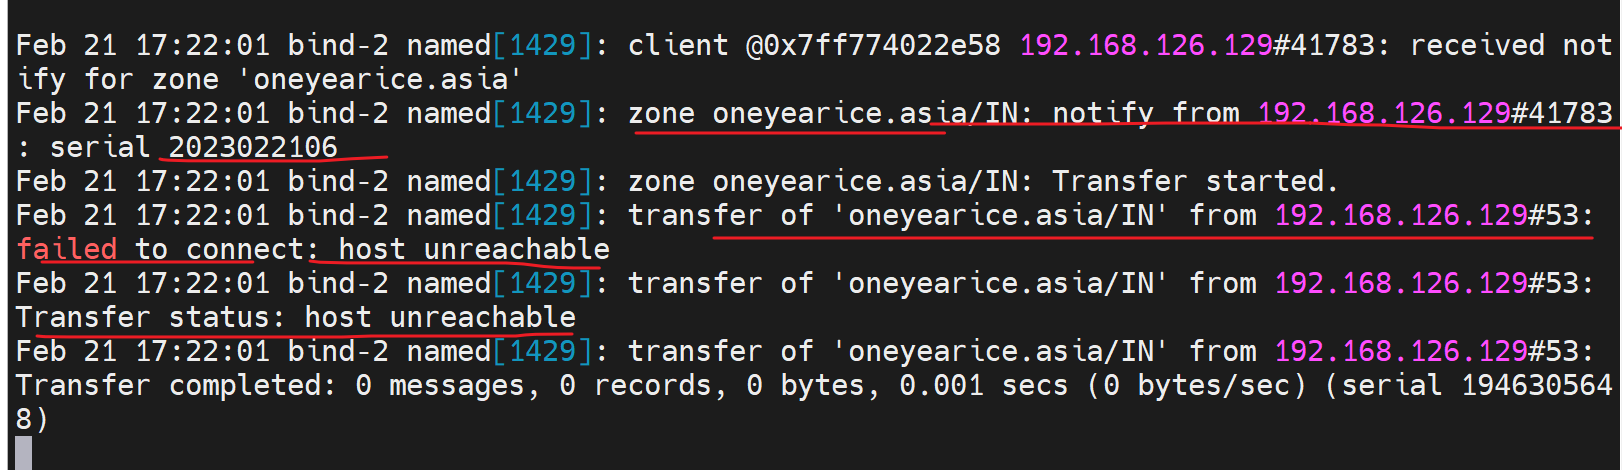 Feb 21 17:22:01 bind-2 named[1429]: client @0x7ff774022e58 192.168.126.129#41783: received not
ify for zone 'oneyearice.asia'
Feb 21 17:22:01 bind-2 named[1429]: zone oneyearice.asia/IN: notify from 192.168.126.129#41783
: serial 2023022106
Feb 21 17:22:01 bind-2 named[1429]: zone oneyearice.asia/IN: Transfer started.
Feb 21 17:22:01 bind-2 named[1429]: transfer of 'oneyearice.asia/IN' from 192.168.126.129#53:
failed to connect: host unreachable
Feb 21 17:22:01 bind-2 named[1429]: transfer of 'oneyearice.asia/IN' from 192.168.126.129#53:
Transfer status: host unreachable
Feb 21 17:22:01 bind-2 named[1429]: transfer of 'oneyearice.asia/IN' from 192.168.126.129#53:
Transfer completed: 0 messages, 0 records, 0 bytes, 0.001 secs (0 bytes/sec) (serial 194630564
8)